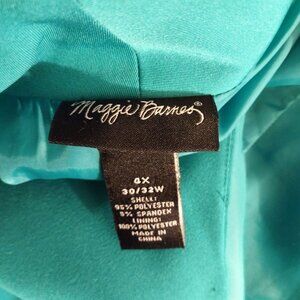 Maggie Barnes®
4X
30/32W
SHELL:
95% POLYESTER
5% SPANDEX
LINING:
100% POLYESTER
MADE IN
CHINA